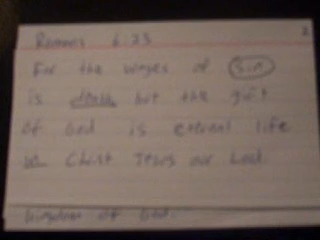 Romans 6:23 2
For the wages of Sin
is death but the gift
of God is eternal life
in Christ Jesus our Lord.
kingdom of God.